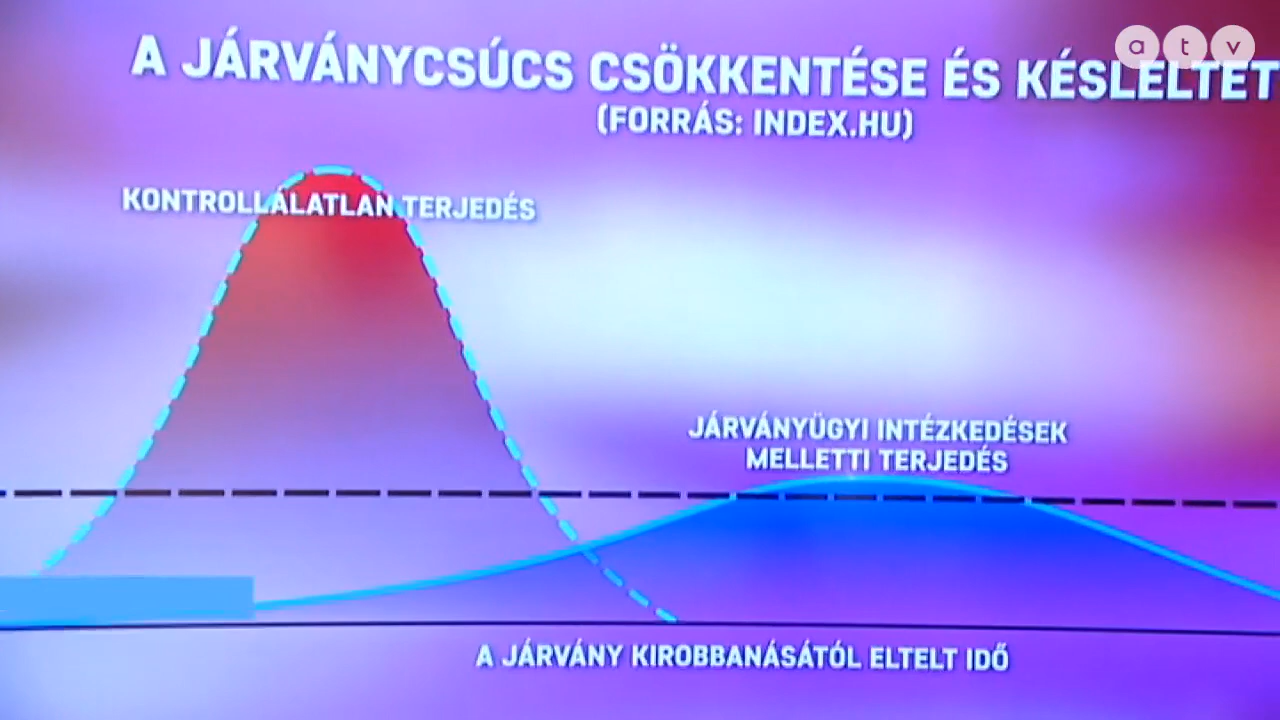 atv
A JÁRVÁNYCSÚCS CSÖKKENTÉSE ÉS KÉSLELTET
(FORRÁS: INDEX.HU)
KONTROLLÁLATLAN TERJEDÉS
JÁRVÁNYÜGYI INTÉZKEDÉSEK
MELLETTI TERJEDÉS
A JÁRVÁNY KIROBBANÁSÁTÓL ELTELT IDŐ